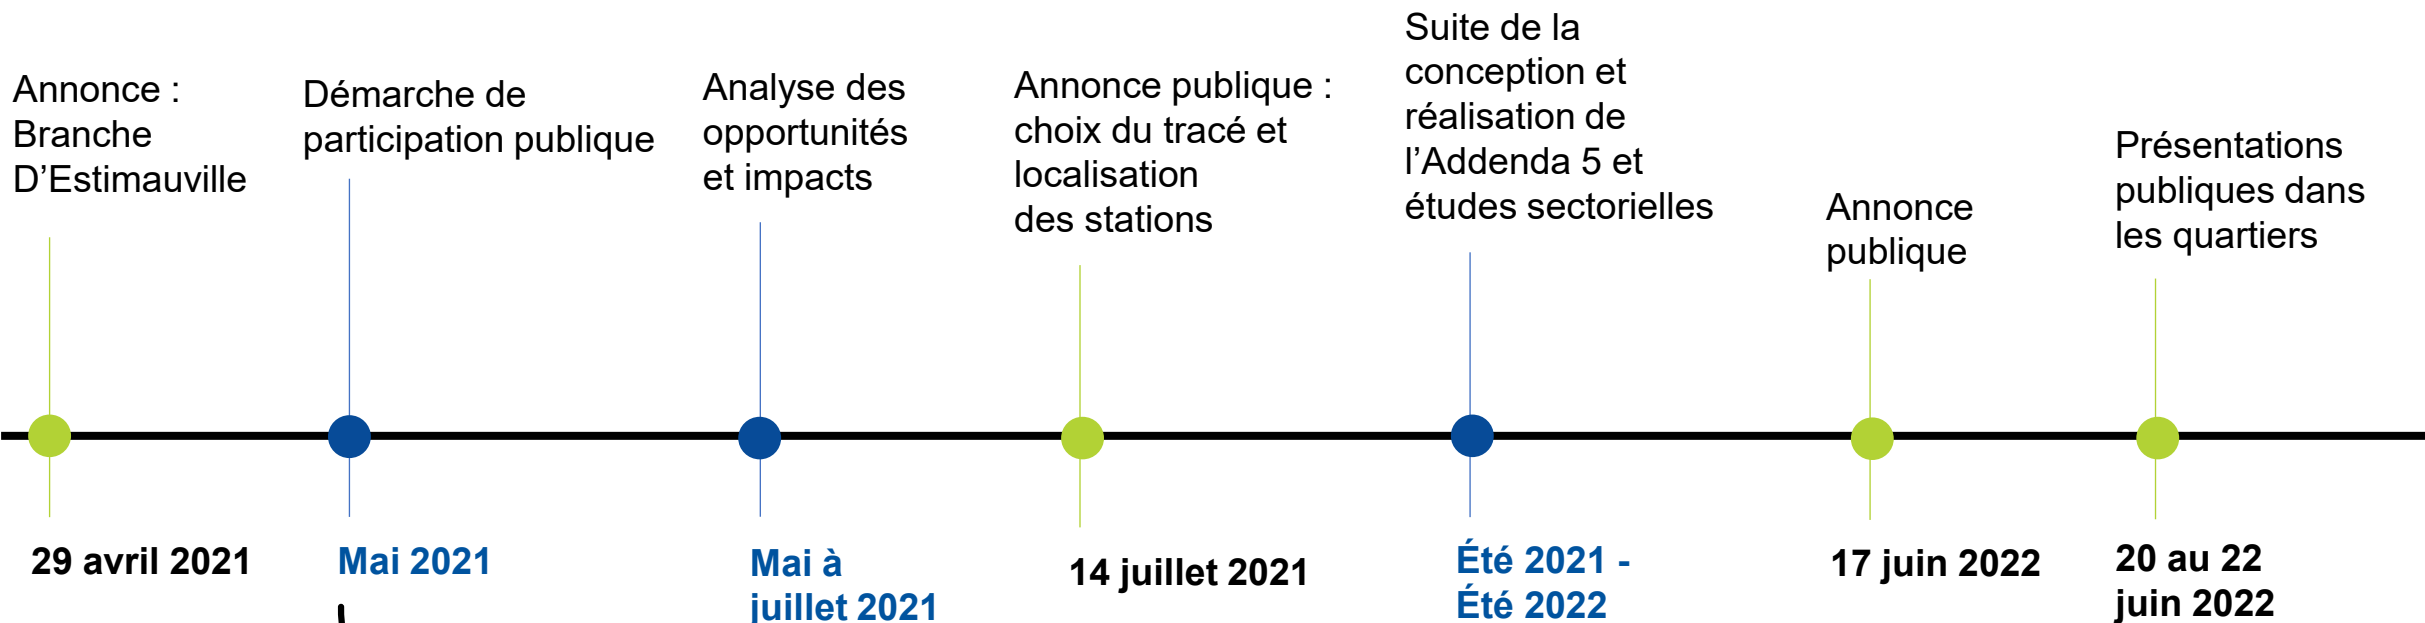 Annonce :
Branche
D’Estimauville
Démarche de
participation publique
Analyse des
opportunités
et impacts
Annonce publique :
choix du tracé et
localisation
des stations
Suite de la
conception et
réalisation de
l’Addenda 5 et
études sectorielles
Annonce
publique
Présentations
publiques dans
les quartiers
29 avril 2021
Mai 2021
Mai à
juillet 2021
14 juillet 2021
Été 2021 -
Été 2022
17 juin 2022
20 au 22
juin 2022